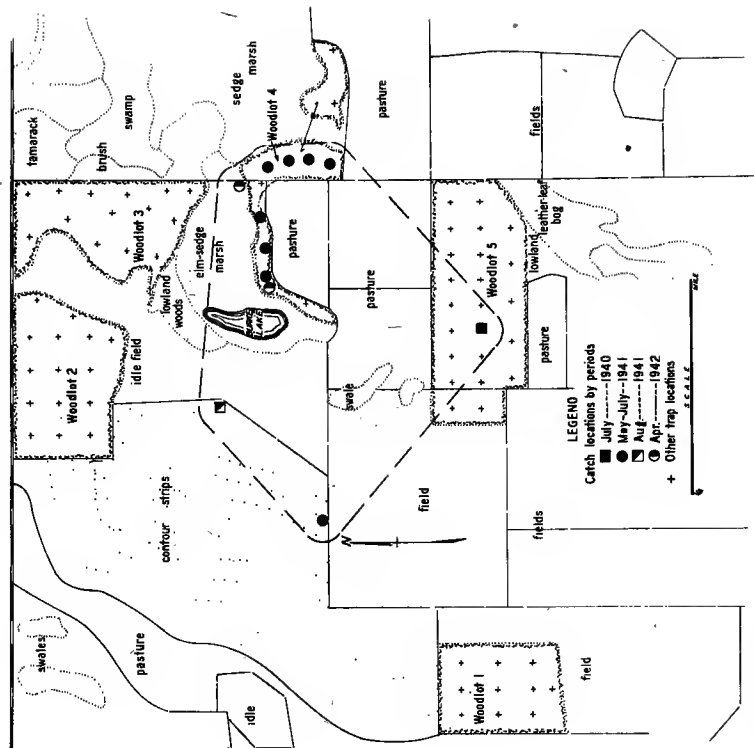 tamarack
brush
swamp
sedge
marsh
Woodlot 4
pasture
fields
Woodlot 3
elm-sedge
marsh
pasture
lowland
woods
BURKE
LAKE
pasture
Woodlot 5
lowland
leather-leaf
bog
Woodlot 2
idle field
swale
pasture
contour strips
field
N
fields
swales
pasture
idle
Woodlot 1
field
LEGEND
Catch locations by periods
July--------1940
May-July--1941
Aug.-------1941
Apr.--------1942
+ Other trap locations
SCALE
MILE